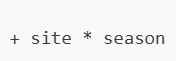 + site * season